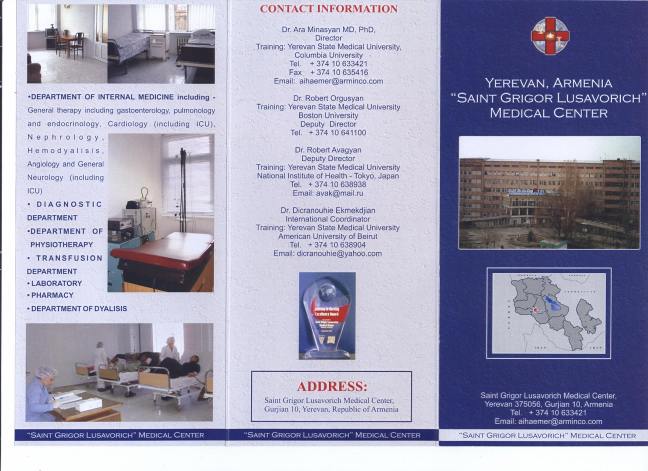 •DEPARTMENT OF INTERNAL MEDICINE including -
General therapy including gastoenterology, pulmonology
and endocrinology, Cardiology (including ICU),
Nephrology,
Hemodyalisis,
Angiology and General
Neurology (including
ICU)
• DIAGNOSTIC
DEPARTMENT
•DEPARTMENT OF
PHYSIOTHERAPY
• TRANSFUSION
DEPARTMENT
• LABORATORY
• PHARMACY
• DEPARTMENT OF DYALISIS
"SAINT GRIGOR LUSAVORICH" MEDICAL CENTER
CONTACT INFORMATION
Dr. Ara Minasyan MD, PhD,
Director
Training: Yerevan State Medical University,
Columbia University
Tel. + 374 10 633421
Fax + 374 10 635416
Email: aihaemer@arminco.com
Dr. Robert Orgusyan
Training: Yerevan State Medical University
Boston University
Deputy Director
Tel. + 374 10 641100
Dr. Robert Avagyan
Deputy Director
Training: Yerevan State Medical University
National Institute of Health - Tokyo, Japan
Tel. + 374 10 638938
Email: avak@mail.ru
Dr. Dicranouhie Ekmekdjian
International Coordinator
Training: Yerevan State Medical University
American University of Beirut
Tel. + 374 10 638904
Email: dicranouhie@yahoo.com
Excellence Award
ADDRESS:
Saint Grigor Lusavorich Medical Center,
Gurjian 10, Yerevan, Republic of Armenia
"SAINT GRIGOR LUSAVORICH" MEDICAL CENTER
YEREVAN, ARMENIA
"SAINT GRIGOR LUSAVORICH"
MEDICAL CENTER
Saint Grigor Lusavorich Medical Center,
Yerevan 375056, Gurjian 10, Armenia
Tel. + 374 10 633421
Email: aihaemer@arminco.com
"SAINT GRIGOR LUSAVORICH" MEDICAL CENTER